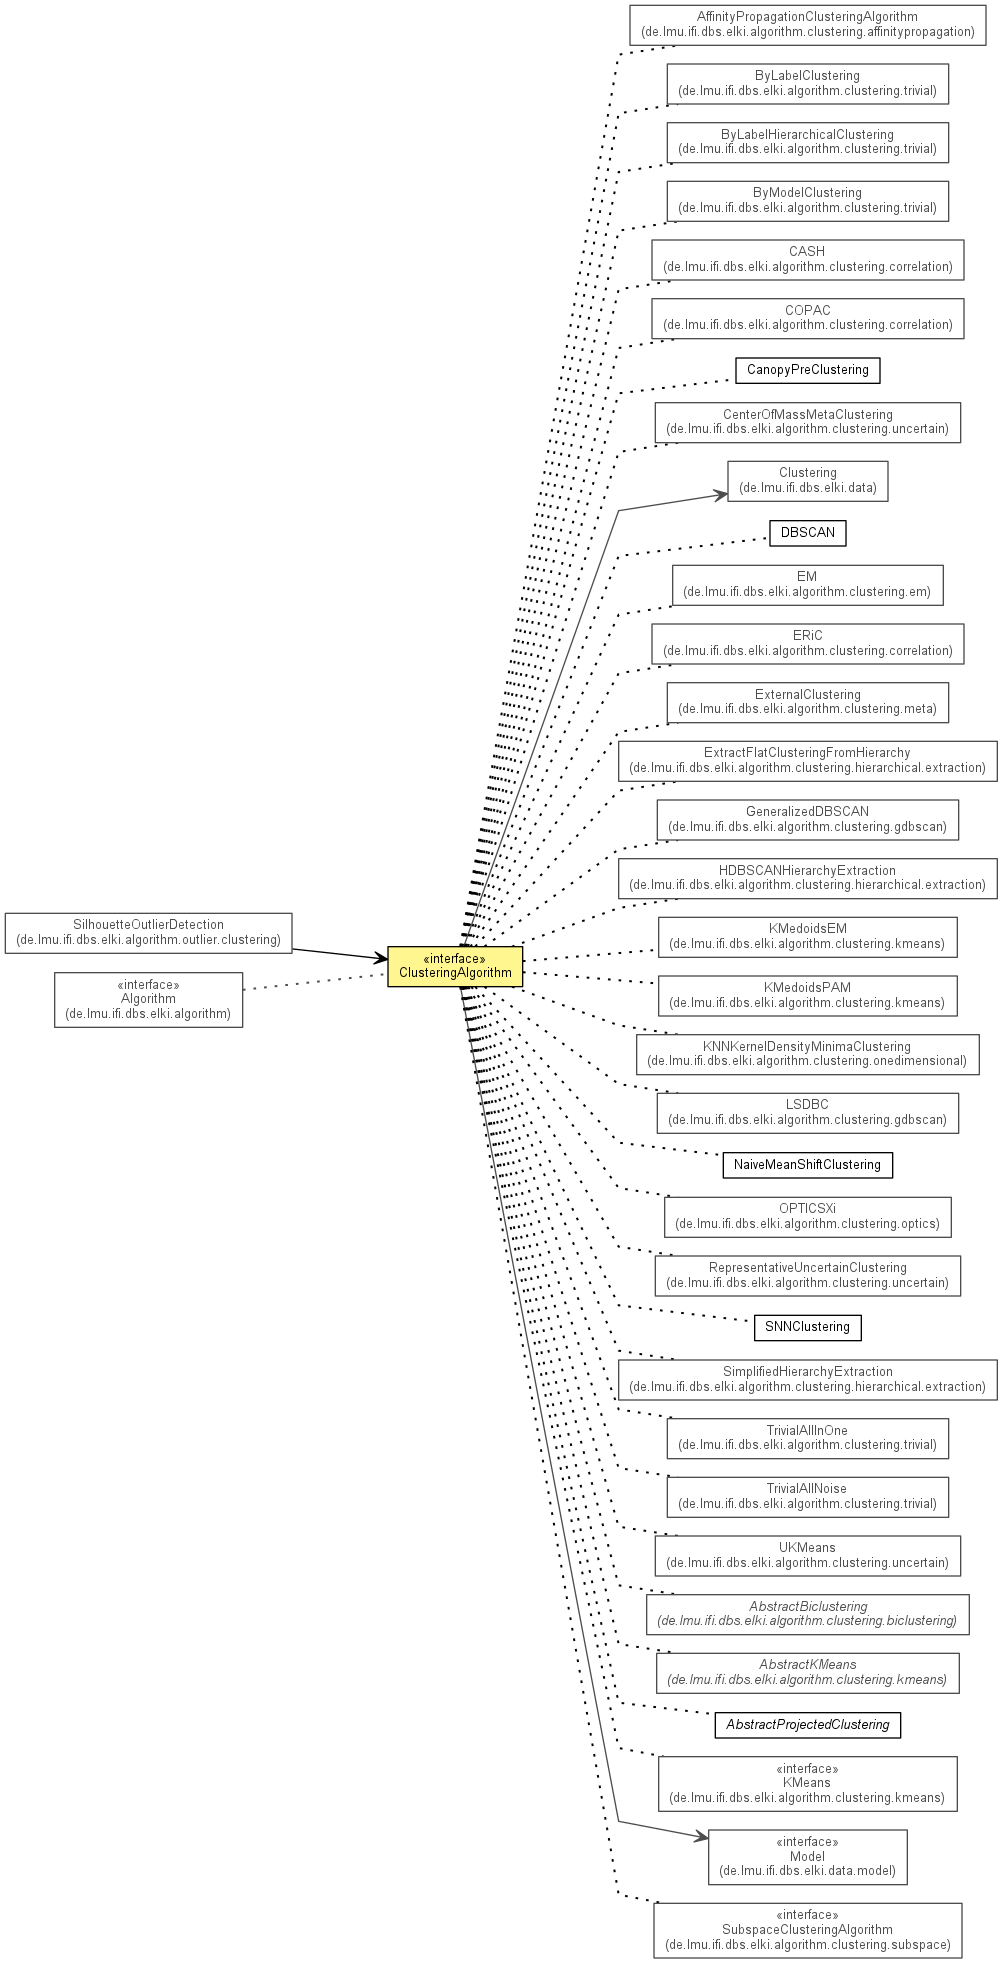 AffinityPropagationClusteringAlgorithm
(de.lmu.ifi.dbs.elki.algorithm.clustering.affinitypropagation)
ByLabelClustering
(de.lmu.ifi.dbs.elki.algorithm.clustering.trivial)
ByLabelHierarchicalClustering
(de.lmu.ifi.dbs.elki.algorithm.clustering.trivial)
ByModelClustering
(de.lmu.ifi.dbs.elki.algorithm.clustering.trivial)
CASH
(de.lmu.ifi.dbs.elki.algorithm.clustering.correlation)
COPAC
(de.lmu.ifi.dbs.elki.algorithm.clustering.correlation)
CanopyPreClustering
CenterOfMassMetaClustering
(de.lmu.ifi.dbs.elki.algorithm.clustering.uncertain)
Clustering
(de.lmu.ifi.dbs.elki.data)
DBSCAN
EM
(de.lmu.ifi.dbs.elki.algorithm.clustering.em)
ERiC
(de.lmu.ifi.dbs.elki.algorithm.clustering.correlation)
ExternalClustering
(de.lmu.ifi.dbs.elki.algorithm.clustering.meta)
ExtractFlatClusteringFromHierarchy
(de.lmu.ifi.dbs.elki.algorithm.clustering.hierarchical.extraction)
GeneralizedDBSCAN
(de.lmu.ifi.dbs.elki.algorithm.clustering.gdbscan)
HDBSCANHierarchyExtraction
(de.lmu.ifi.dbs.elki.algorithm.clustering.hierarchical.extraction)
SilhouetteOutlierDetection
(de.lmu.ifi.dbs.elki.algorithm.outlier.clustering)
«interface»
Algorithm
(de.lmu.ifi.dbs.elki.algorithm)
«interface»
ClusteringAlgorithm
KMedoidsEM
(de.lmu.ifi.dbs.elki.algorithm.clustering.kmeans)
KMedoidsPAM
(de.lmu.ifi.dbs.elki.algorithm.clustering.kmeans)
KNNKernelDensityMinimaClustering
(de.lmu.ifi.dbs.elki.algorithm.clustering.onedimensional)
LSDBC
(de.lmu.ifi.dbs.elki.algorithm.clustering.gdbscan)
NaiveMeanShiftClustering
OPTICSXi
(de.lmu.ifi.dbs.elki.algorithm.clustering.optics)
RepresentativeUncertainClustering
(de.lmu.ifi.dbs.elki.algorithm.clustering.uncertain)
SNNClustering
SimplifiedHierarchyExtraction
(de.lmu.ifi.dbs.elki.algorithm.clustering.hierarchical.extraction)
TrivialAllInOne
(de.lmu.ifi.dbs.elki.algorithm.clustering.trivial)
TrivialAllNoise
(de.lmu.ifi.dbs.elki.algorithm.clustering.trivial)
UKMeans
(de.lmu.ifi.dbs.elki.algorithm.clustering.uncertain)
AbstractBiclustering
(de.lmu.ifi.dbs.elki.algorithm.clustering.biclustering)
AbstractKMeans
(de.lmu.ifi.dbs.elki.algorithm.clustering.kmeans)
AbstractProjectedClustering
«interface»
KMeans
(de.lmu.ifi.dbs.elki.algorithm.clustering.kmeans)
«interface»
Model
(de.lmu.ifi.dbs.elki.data.model)
«interface»
SubspaceClusteringAlgorithm
(de.lmu.ifi.dbs.elki.algorithm.clustering.subspace)